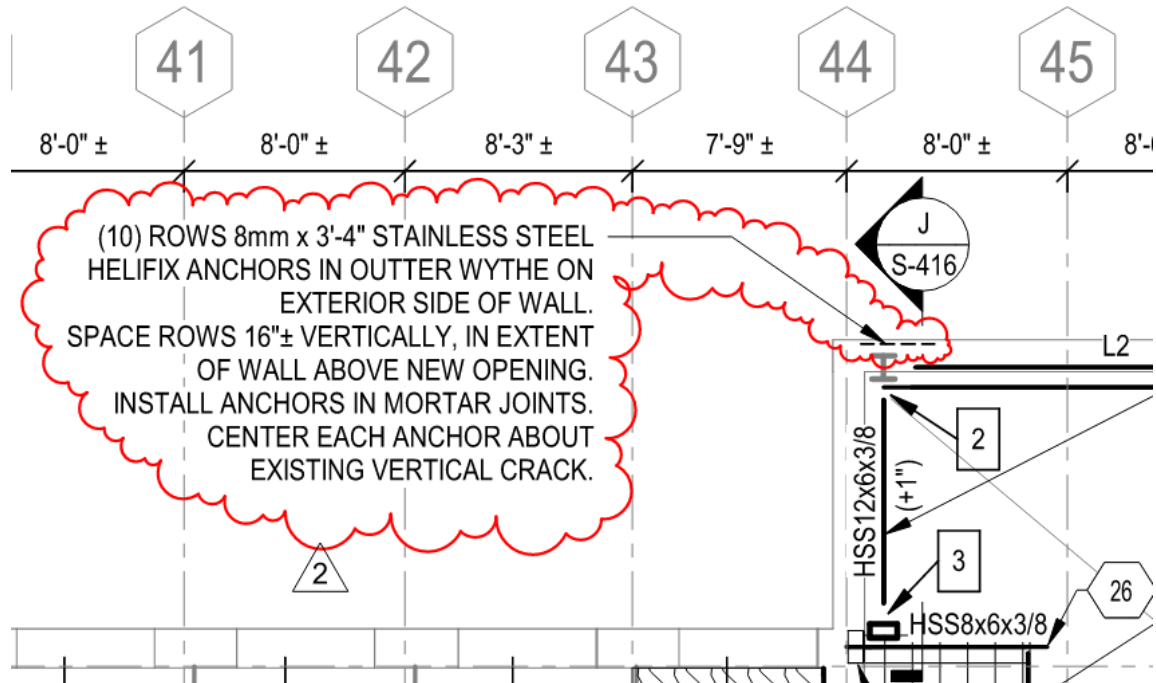 41 42 43 44 45
8'-0" ± 8'-0" ± 8'-3" ± 7'-9" ± 8'-0" ±
J
S-416
(10) ROWS 8mm x 3'-4" STAINLESS STEEL
HELIFIX ANCHORS IN OUTTER WYTHE ON
EXTERIOR SIDE OF WALL.
SPACE ROWS 16"± VERTICALLY, IN EXTENT
OF WALL ABOVE NEW OPENING.
INSTALL ANCHORS IN MORTAR JOINTS.
CENTER EACH ANCHOR ABOUT
EXISTING VERTICAL CRACK.
2
L2
2
HSS12x6x3/8
(+1")
3
26
HSS8x6x3/8